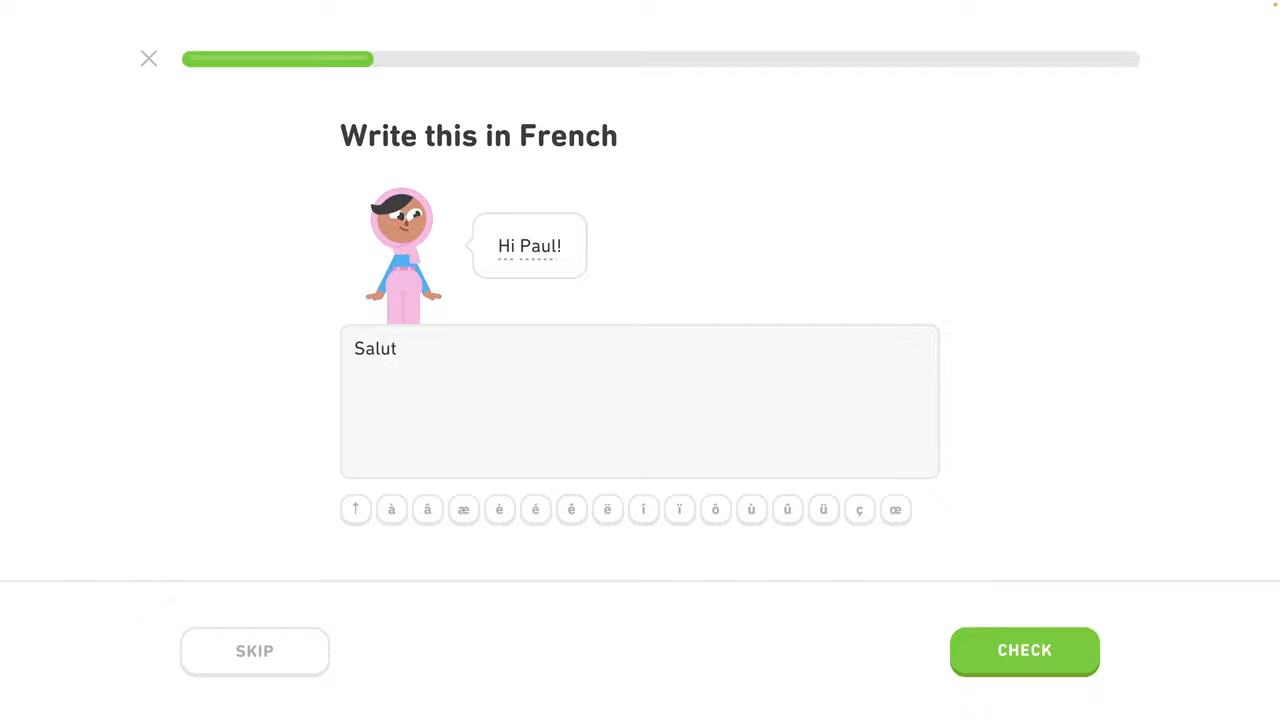 Write this in French
Hi Paul!
Salut
↑ à â æ è é ê ë î ï ô ù û ü ç œ
SKIP
CHECK